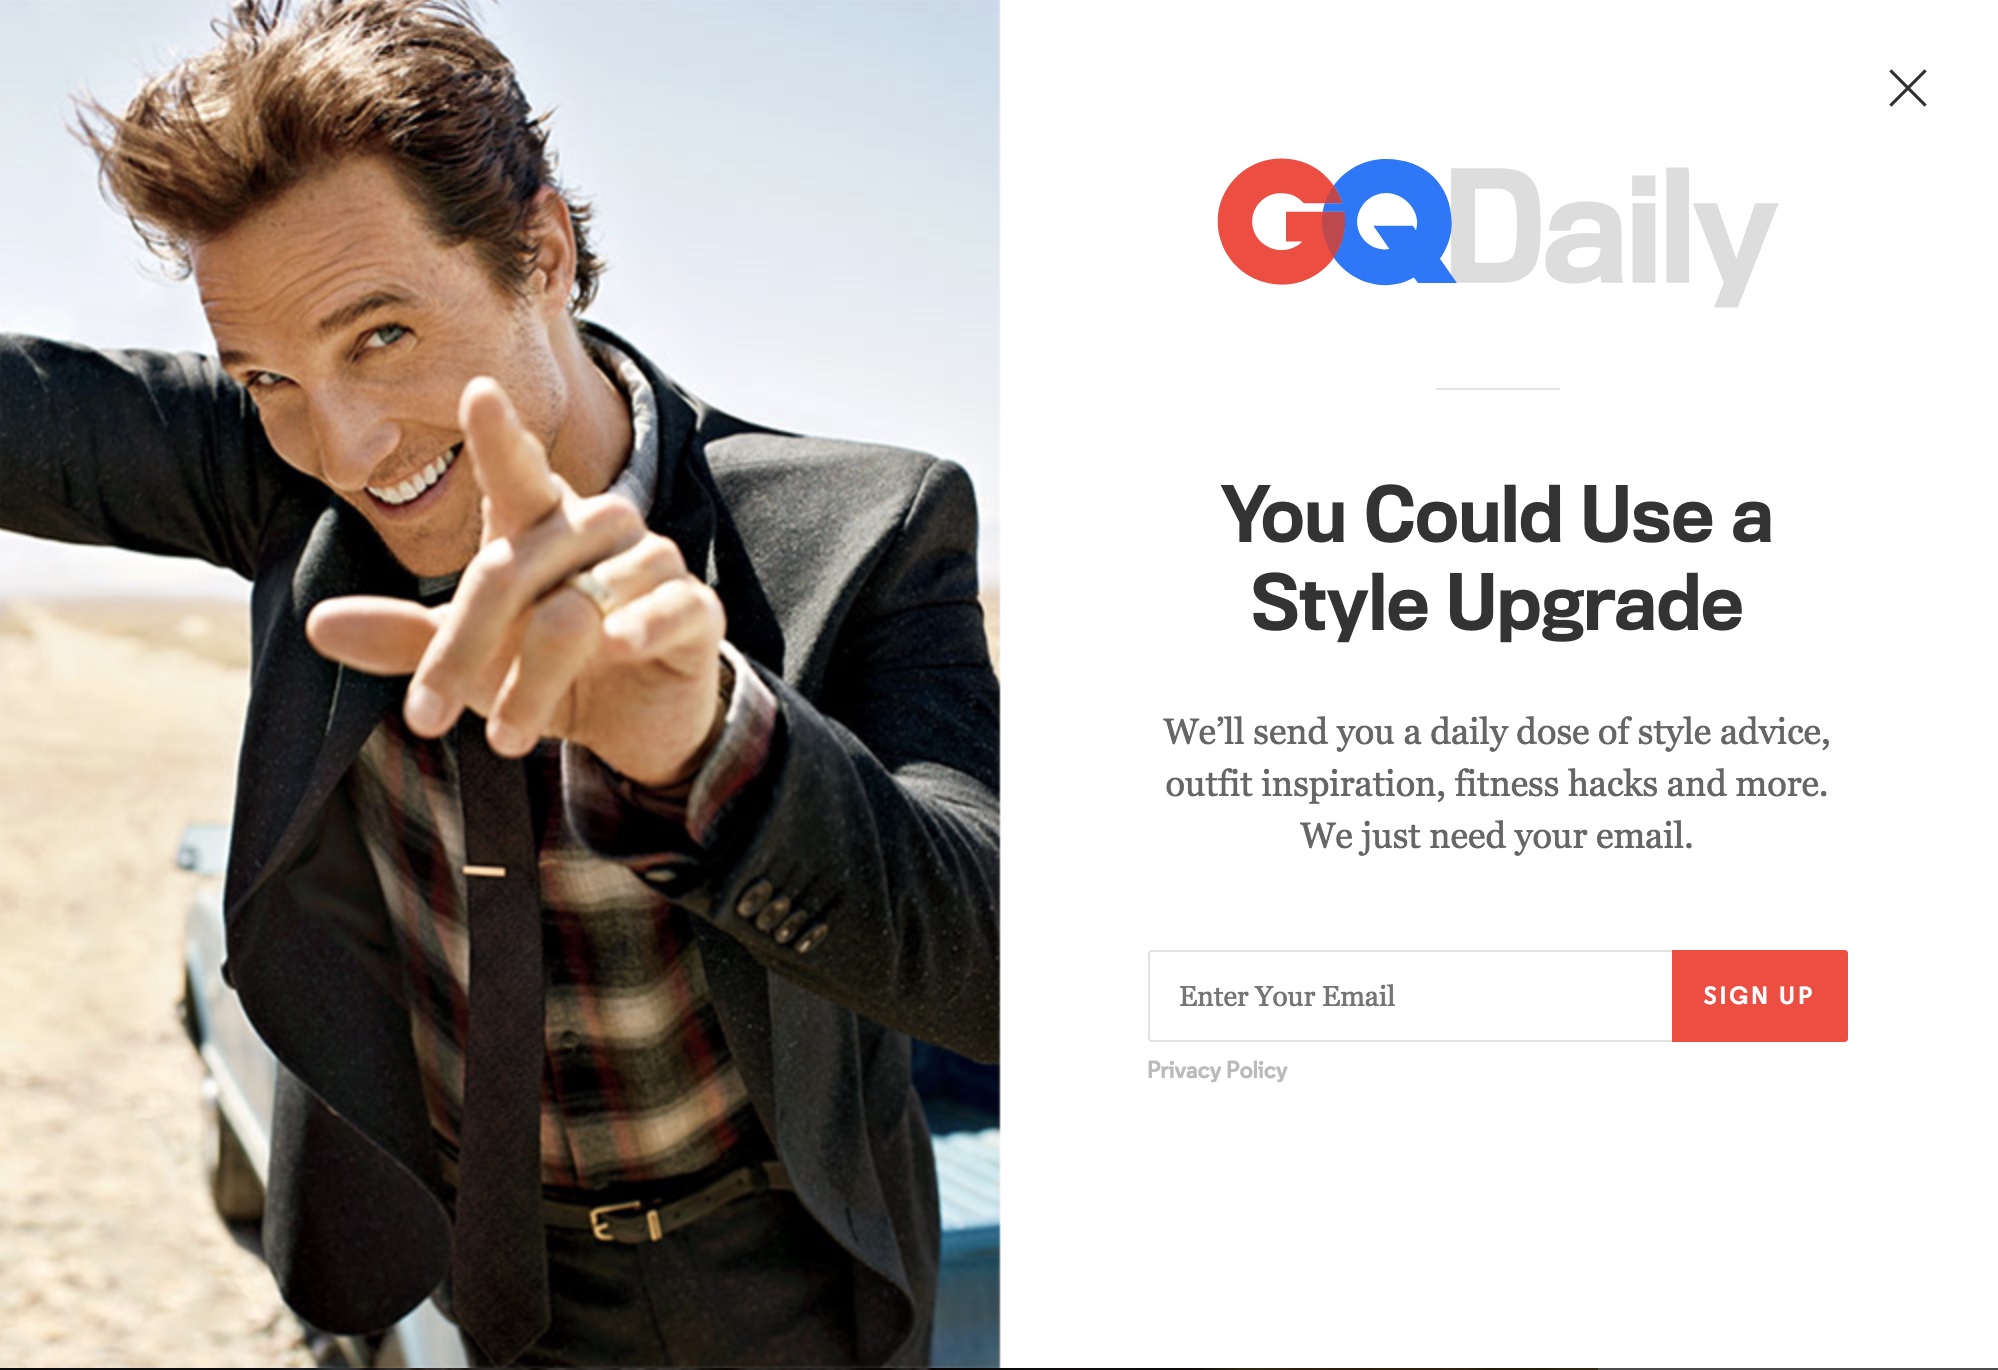 GQDaily
You Could Use a
Style Upgrade
We’ll send you a daily dose of style advice,
outfit inspiration, fitness hacks and more.
We just need your email.
Enter Your Email
SIGN UP
Privacy Policy